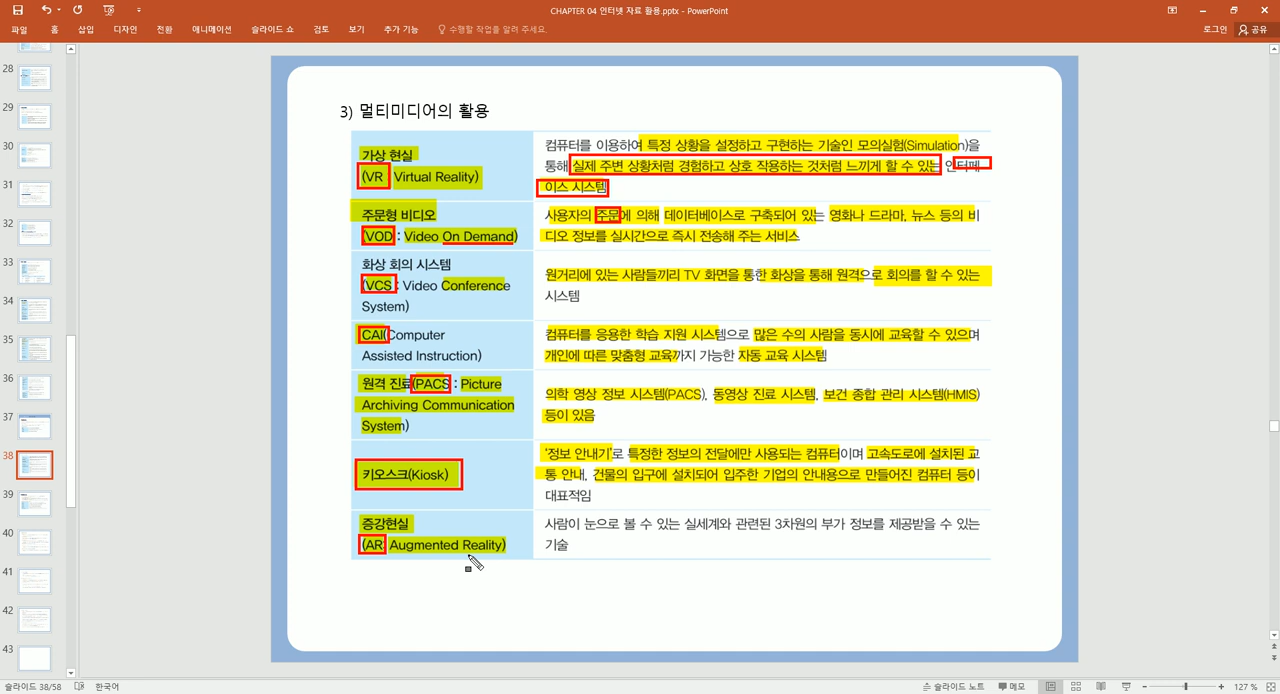 CHAPTER 04 인터넷 자료 활용.pptx - PowerPoint
파일 홈 삽입 디자인 전환 애니메이션 슬라이드 쇼 검토 보기 추가 기능 수행할 작업을 알려 주세요. 로그인 공유
28
29
30
31
32
33
34
35
36
37
38
39
40
41
42
43
3) 멀티미디어의 활용
가상 현실
(VR Virtual Reality)
컴퓨터를 이용하여 특정 상황을 설정하고 구현하는 기술인 모의실험(Simulation)을
통해 실제 주변 상황처럼 경험하고 상호 작용하는 것처럼 느끼게 할 수 있는 인터페
이스 시스템
주문형 비디오
(VOD : Video On Demand)
사용자의 주문에 의해 데이터베이스로 구축되어 있는 영화나 드라마, 뉴스 등의 비
디오 정보를 실시간으로 즉시 전송해 주는 서비스
화상 회의 시스템
(VCS : Video Conference
System)
원거리에 있는 사람들끼리 TV 화면을 통한 화상을 통해 원격으로 회의를 할 수 있는
시스템
CAI(Computer
Assisted Instruction)
컴퓨터를 응용한 학습 지원 시스템으로 많은 수의 사람을 동시에 교육할 수 있으며
개인에 따른 맞춤형 교육까지 가능한 자동 교육 시스템
원격 진료(PACS : Picture
Archiving Communication
System)
의학 영상 정보 시스템(PACS), 동영상 진료 시스템, 보건 종합 관리 시스템(HMIS)
등이 있음
키오스크(Kiosk)
'정보 안내기'로 특정한 정보의 전달에만 사용되는 컴퓨터이며 고속도로에 설치된 교
통 안내, 건물의 입구에 설치되어 입주한 기업의 안내용으로 만들어진 컴퓨터 등이
대표적임
증강현실
(AR Augmented Reality)
사람이 눈으로 볼 수 있는 실세계와 관련된 3차원의 부가 정보를 제공받을 수 있는
기술
슬라이드 38/58 한국어 슬라이드 노트 메모 127 %